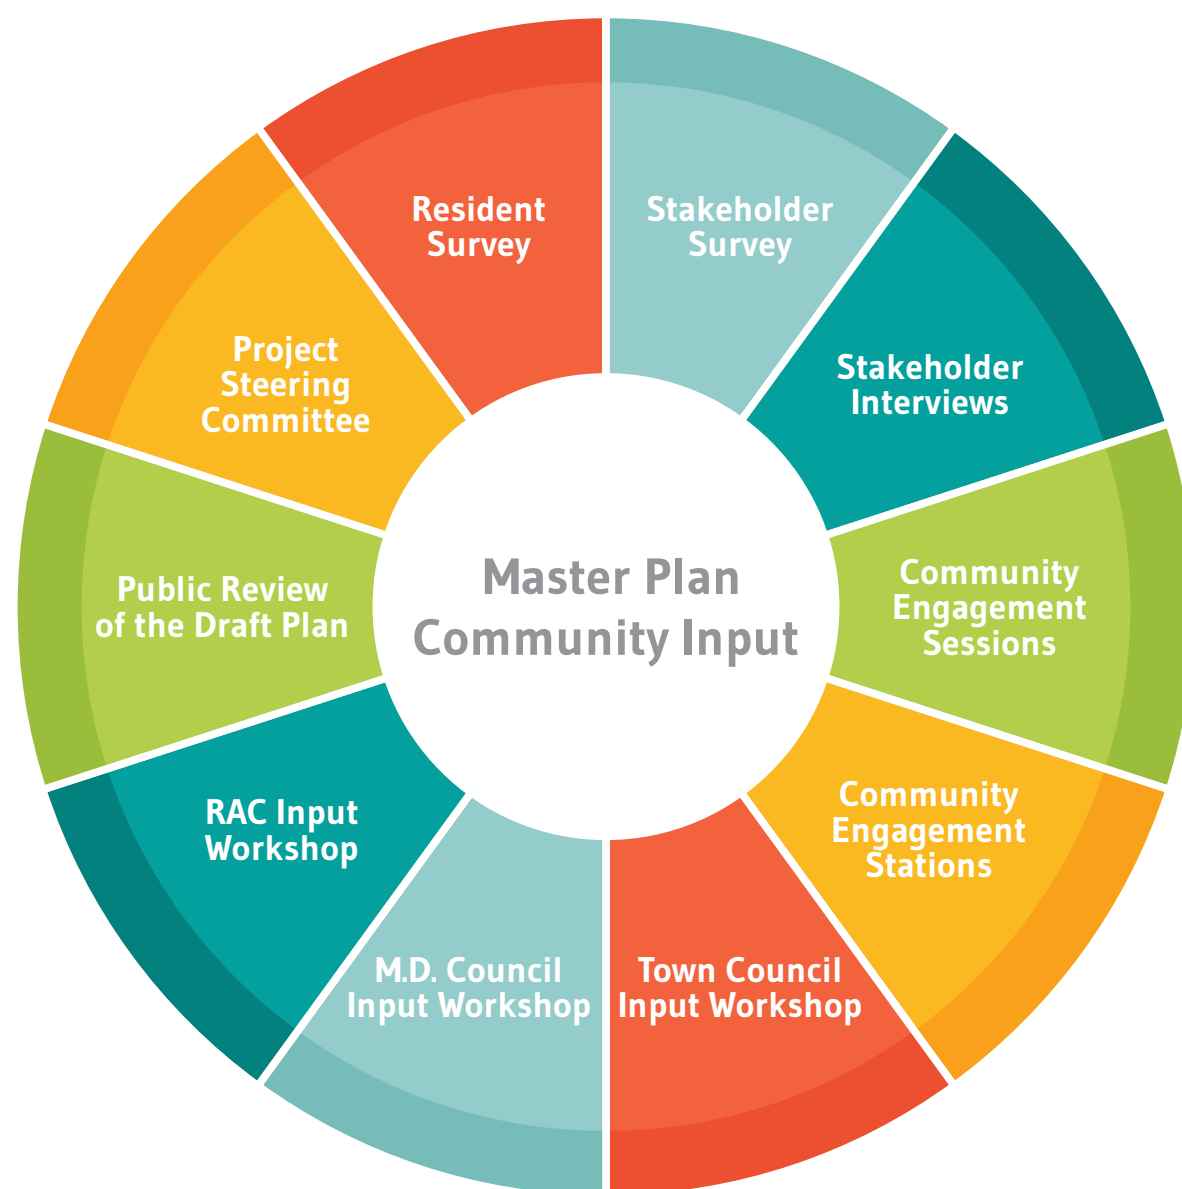 Resident
Survey
Stakeholder
Survey
Stakeholder
Interviews
Community
Engagement
Sessions
Community
Engagement
Stations
Town Council
Input Workshop
M.D. Council
Input Workshop
RAC Input
Workshop
Public Review
of the Draft Plan
Project
Steering
Committee
Master Plan
Community Input